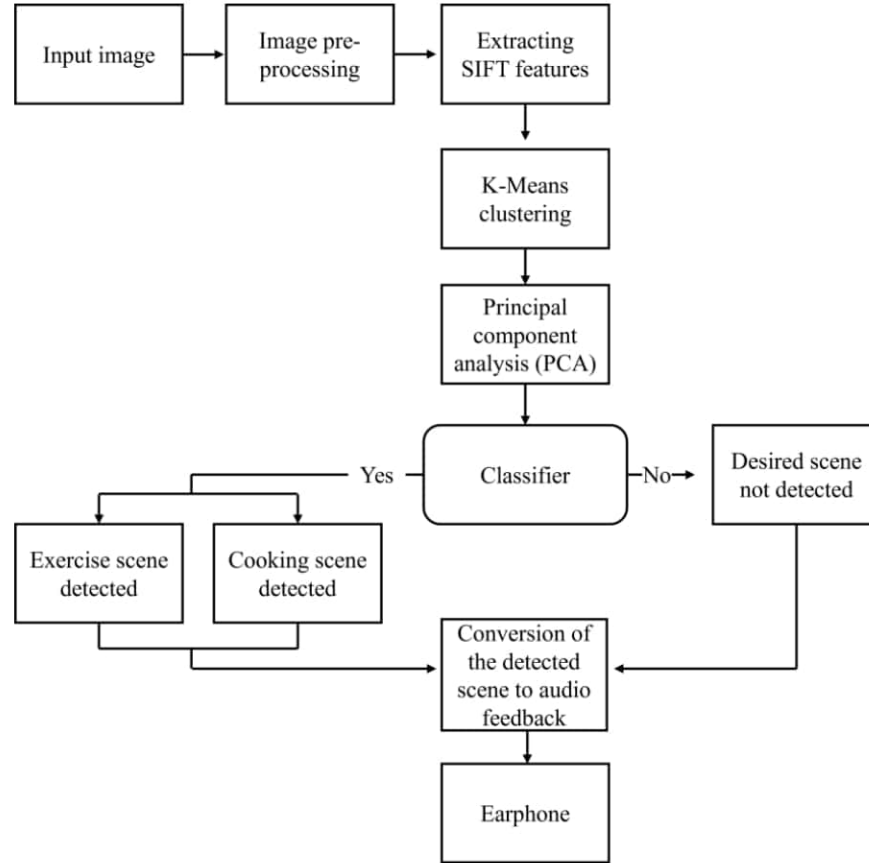 Input image
Image pre-
processing
Extracting
SIFT features
K-Means
clustering
Principal
component
analysis (PCA)
Classifier
Yes
No
Desired scene
not detected
Exercise scene
detected
Cooking scene
detected
Conversion of
the detected
scene to audio
feedback
Earphone